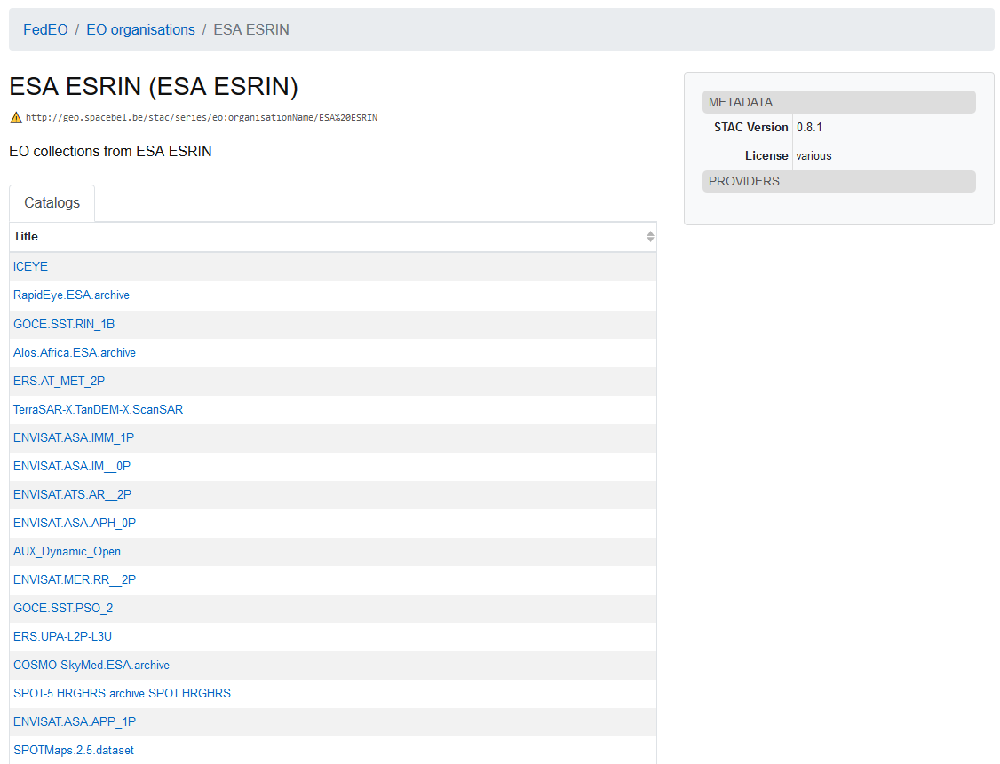 FedEO / EO organisations / ESA ESRIN
ESA ESRIN (ESA ESRIN)
http://geo.spacebel.be/stac/series/eo:organisationName/ESA%20ESRIN
EO collections from ESA ESRIN
Catalogs
Title
ICEYE
RapidEye.ESA.archive
GOCE.SST.RIN_1B
Alos.Africa.ESA.archive
ERS.AT_MET_2P
TerraSAR-X.TanDEM-X.ScanSAR
ENVISAT.ASA.IMM_1P
ENVISAT.ASA.IM__0P
ENVISAT.ATS.AR__2P
ENVISAT.ASA.APH_0P
AUX_Dynamic_Open
ENVISAT.MER.RR__2P
GOCE.SST.PSO_2
ERS.UPA-L2P-L3U
COSMO-SkyMed.ESA.archive
SPOT-5.HRGHRS.archive.SPOT.HRGHRS
ENVISAT.ASA.APP_1P
SPOTMaps.2.5.dataset
METADATA
STAC Version 0.8.1
License various
PROVIDERS